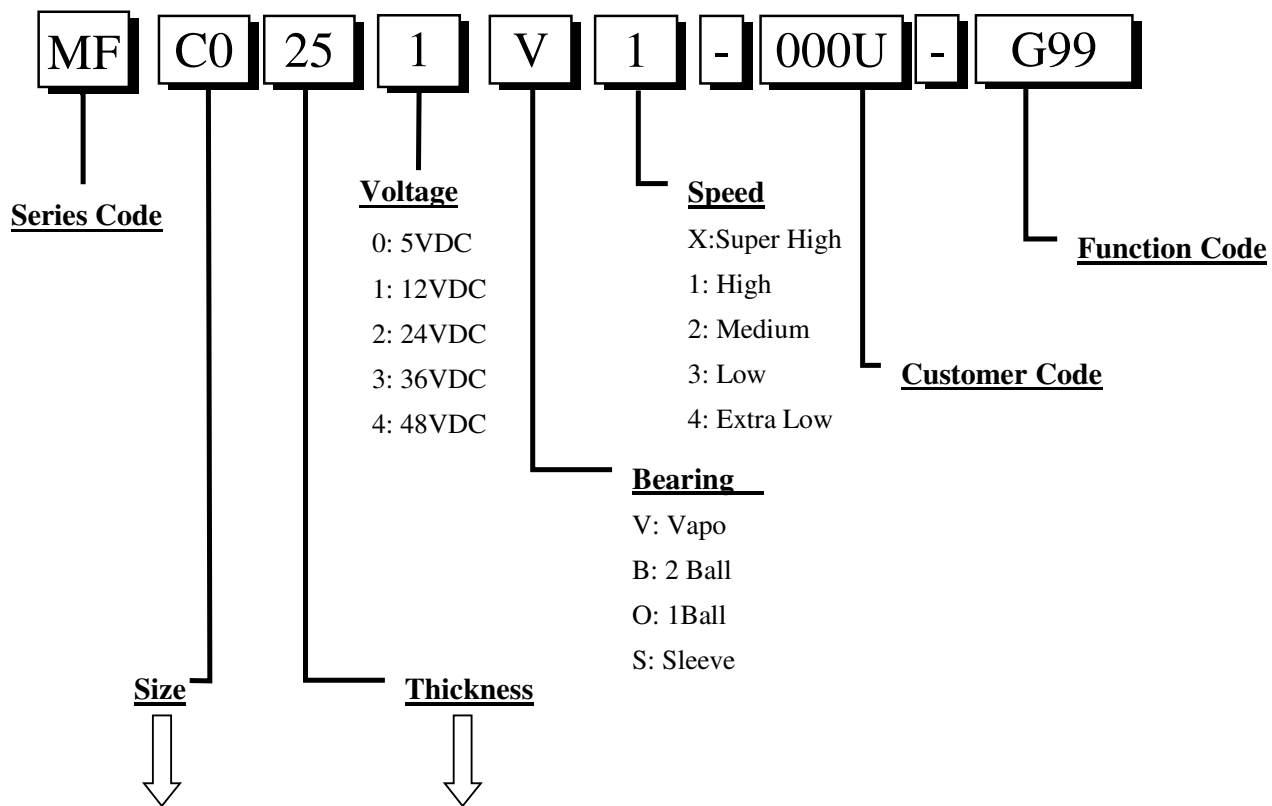 MF C0 25 1 V 1 - 000U - G99
Series Code
Voltage
0: 5VDC
1: 12VDC
2: 24VDC
3: 36VDC
4: 48VDC
Speed
X:Super High
1: High
2: Medium
3: Low
4: Extra Low
Function Code
Customer Code
Bearing
V: Vapo
B: 2 Ball
O: 1Ball
S: Sleeve
Size
Thickness